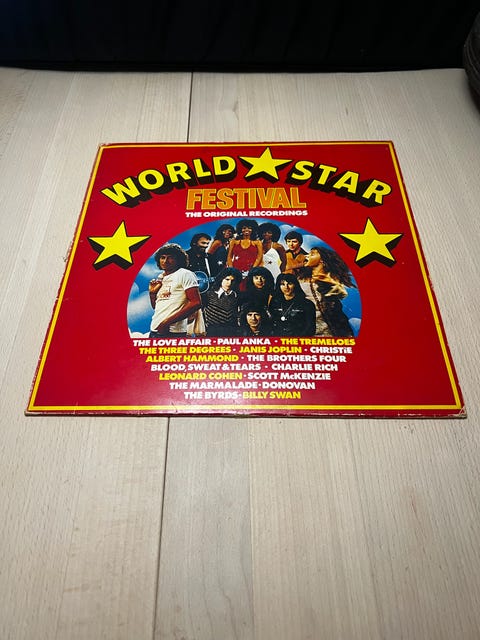 WORLD STAR
FESTIVAL
THE ORIGINAL RECORDINGS
THE LOVE AFFAIR · PAUL ANKA · THE TREMELOES
THE THREE DEGREES · JANIS JOPLIN · CHRISTIE
ALBERT HAMMOND · THE BROTHERS FOUR
BLOOD, SWEAT & TEARS · CHARLIE RICH
LEONARD COHEN · SCOTT McKENZIE
THE MARMALADE · DONOVAN
THE BYRDS · BILLY SWAN